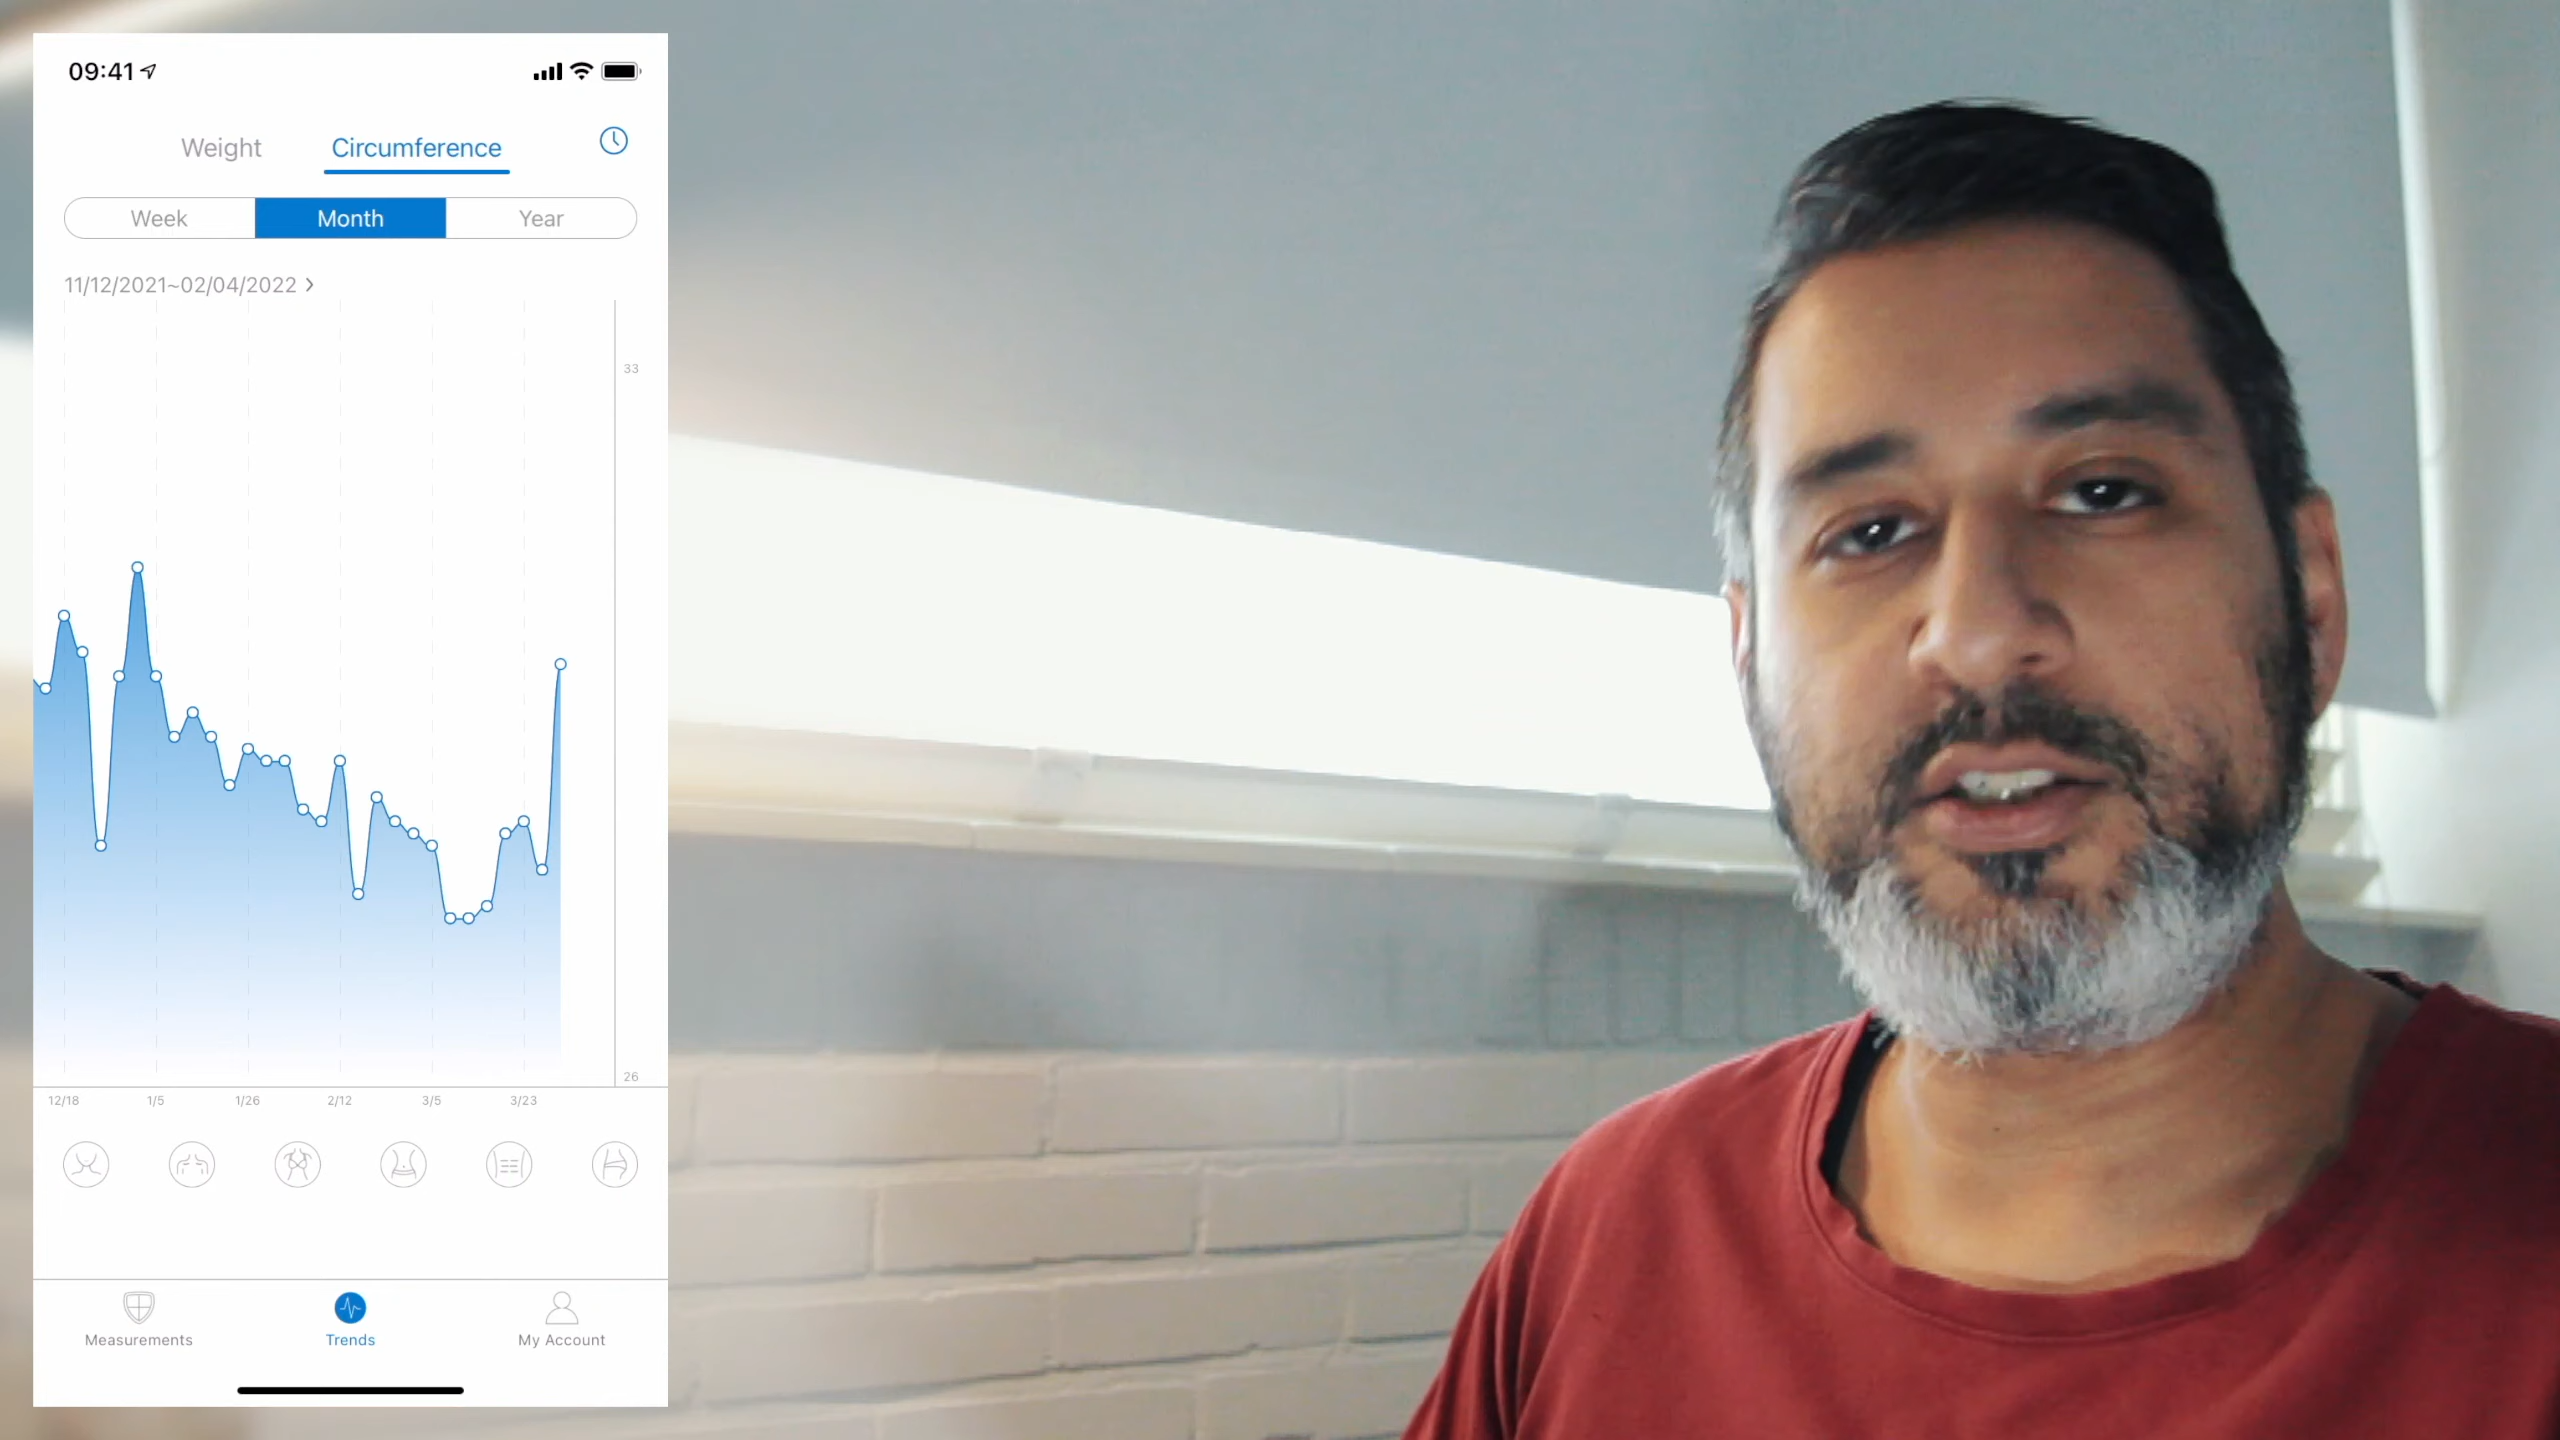 09:41
Weight Circumference
Week Month Year
11/12/2021~02/04/2022 >
33
26
12/18 1/5 1/26 2/12 3/5 3/23
Measurements Trends My Account